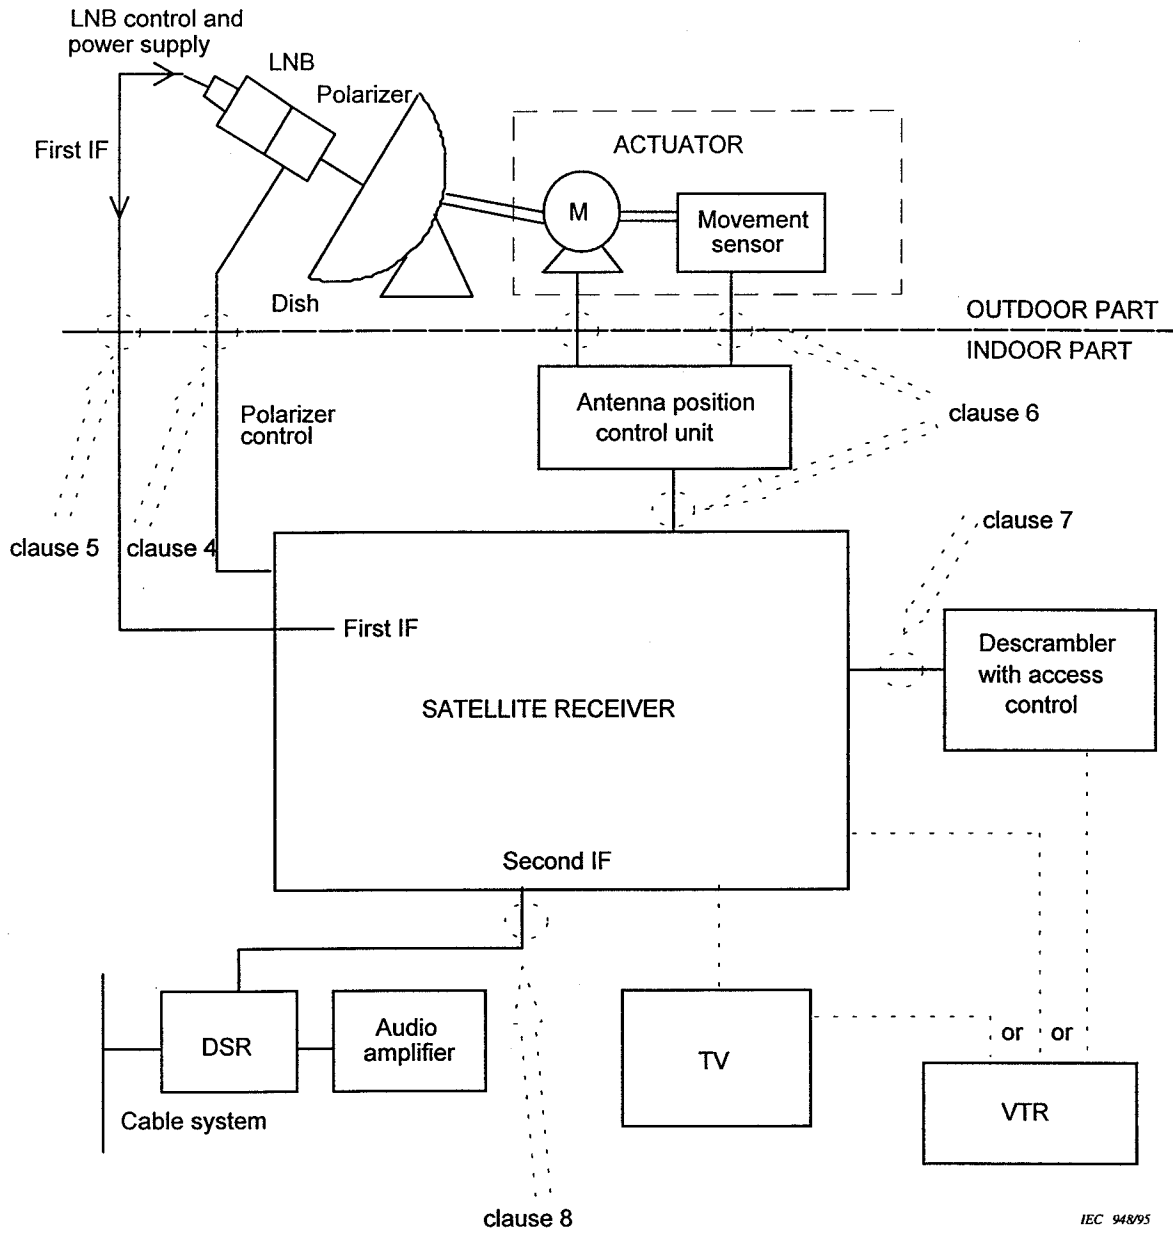 LNB control and
power supply
LNB
Polarizer
First IF
ACTUATOR
M
Movement
sensor
Dish
OUTDOOR PART
INDOOR PART
Antenna position
control unit
Polarizer
control
clause 6
clause 5
clause 4
clause 7
First IF
Descrambler
with access
control
SATELLITE RECEIVER
Second IF
DSR
Audio
amplifier
TV
or
or
VTR
Cable system
clause 8
IEC 948/95